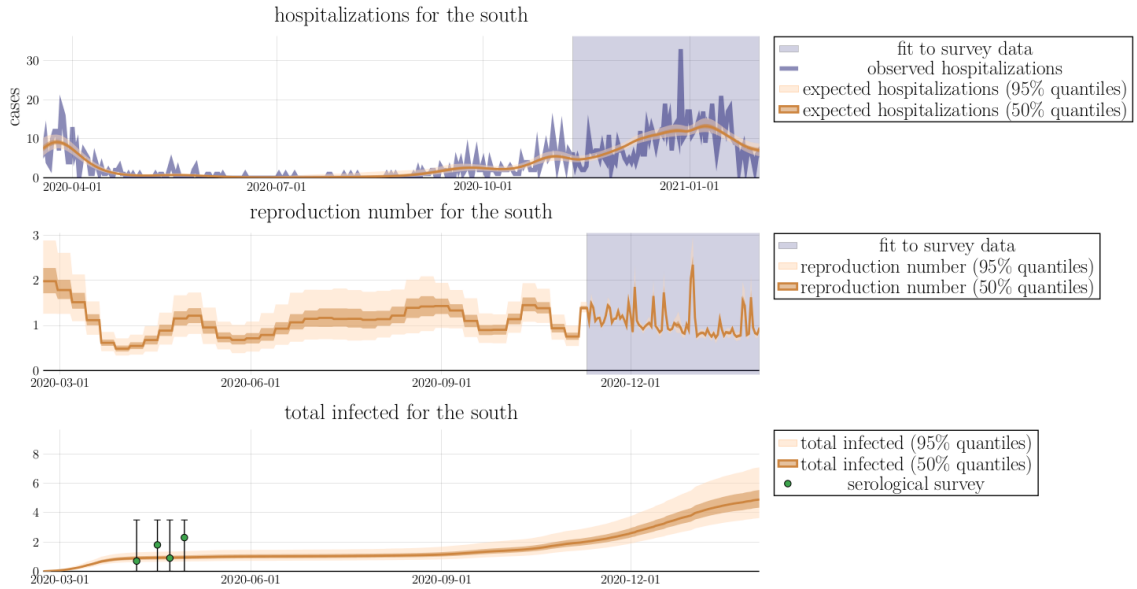 hospitalizations for the south
cases
30
20
10
0
2020-04-01
2020-07-01
2020-10-01
2021-01-01
fit to survey data
observed hospitalizations
expected hospitalizations (95% quantiles)
expected hospitalizations (50% quantiles)
reproduction number for the south
3
2
1
0
2020-03-01
2020-06-01
2020-09-01
2020-12-01
fit to survey data
reproduction number (95% quantiles)
reproduction number (50% quantiles)
total infected for the south
8
6
4
2
0
2020-03-01
2020-06-01
2020-09-01
2020-12-01
total infected (95% quantiles)
total infected (50% quantiles)
serological survey